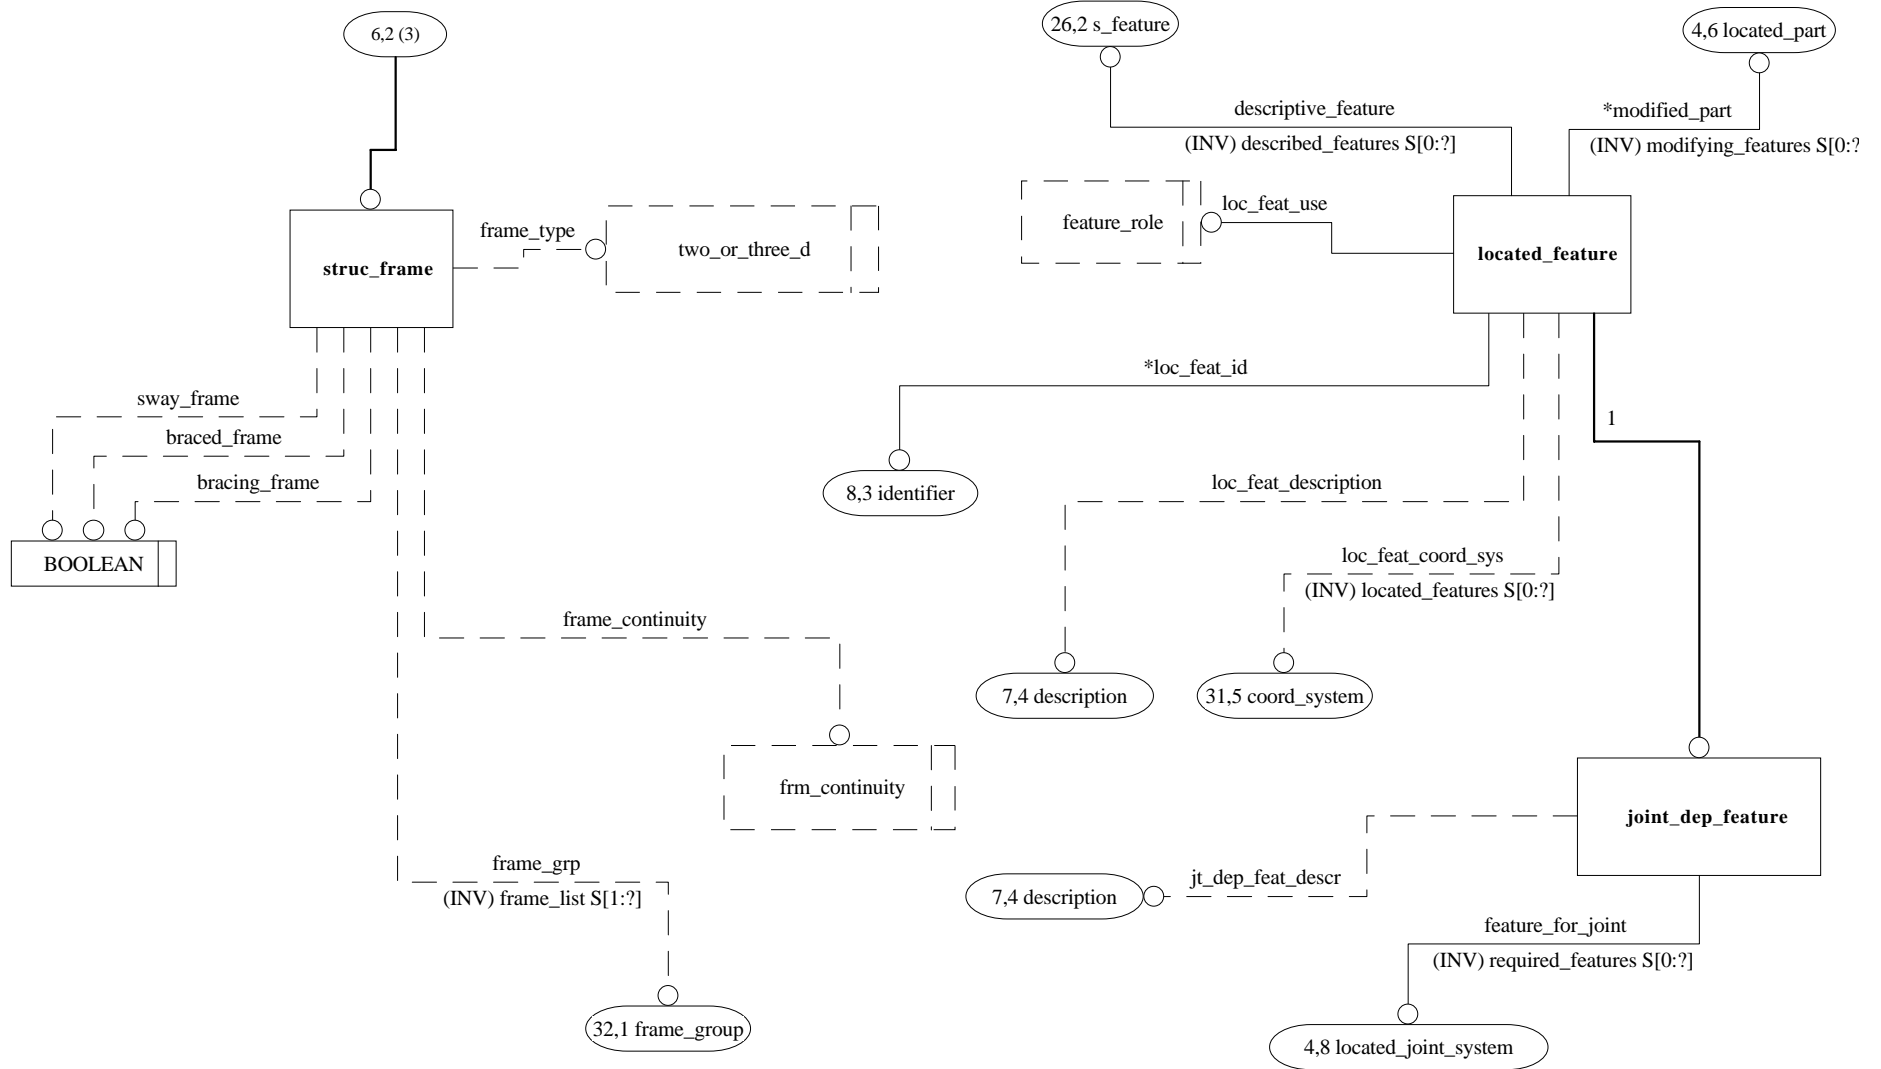 6,2 (3)
26,2 s_feature
4,6 located_part
descriptive_feature
(INV) described_features S[0:?]
*modified_part
(INV) modifying_features S[0:?
frame_type
two_or_three_d
struc_frame
feature_role
loc_feat_use
located_feature
*loc_feat_id
8,3 identifier
sway_frame
braced_frame
bracing_frame
BOOLEAN
1
loc_feat_description
loc_feat_coord_sys
(INV) located_features S[0:?]
frame_continuity
7,4 description
31,5 coord_system
frm_continuity
joint_dep_feature
frame_grp
(INV) frame_list S[1:?]
jt_dep_feat_descr
7,4 description
feature_for_joint
(INV) required_features S[0:?]
32,1 frame_group
4,8 located_joint_system